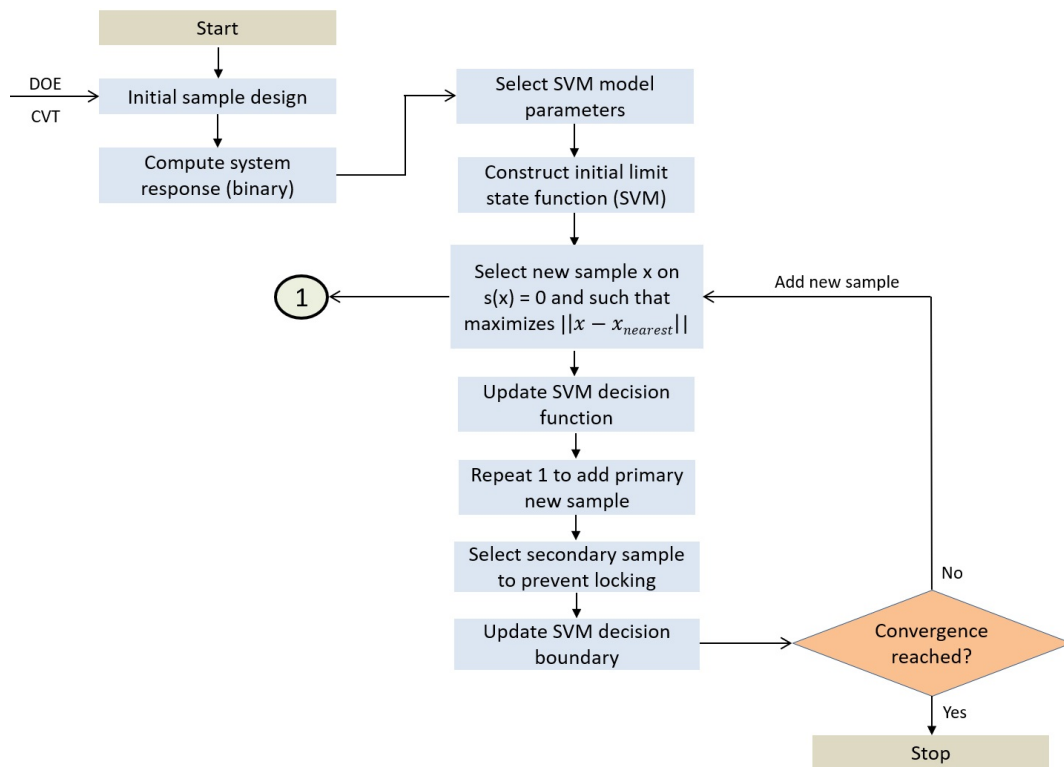 Start
DOE
CVT
Initial sample design
Compute system
response (binary)
Select SVM model
parameters
Construct initial limit
state function (SVM)
Select new sample x on
s(x) = 0 and such that
maximizes ||x − x_nearest||
1
Add new sample
Update SVM decision
function
Repeat 1 to add primary
new sample
Select secondary sample
to prevent locking
Update SVM decision
boundary
No
Convergence
reached?
Yes
Stop